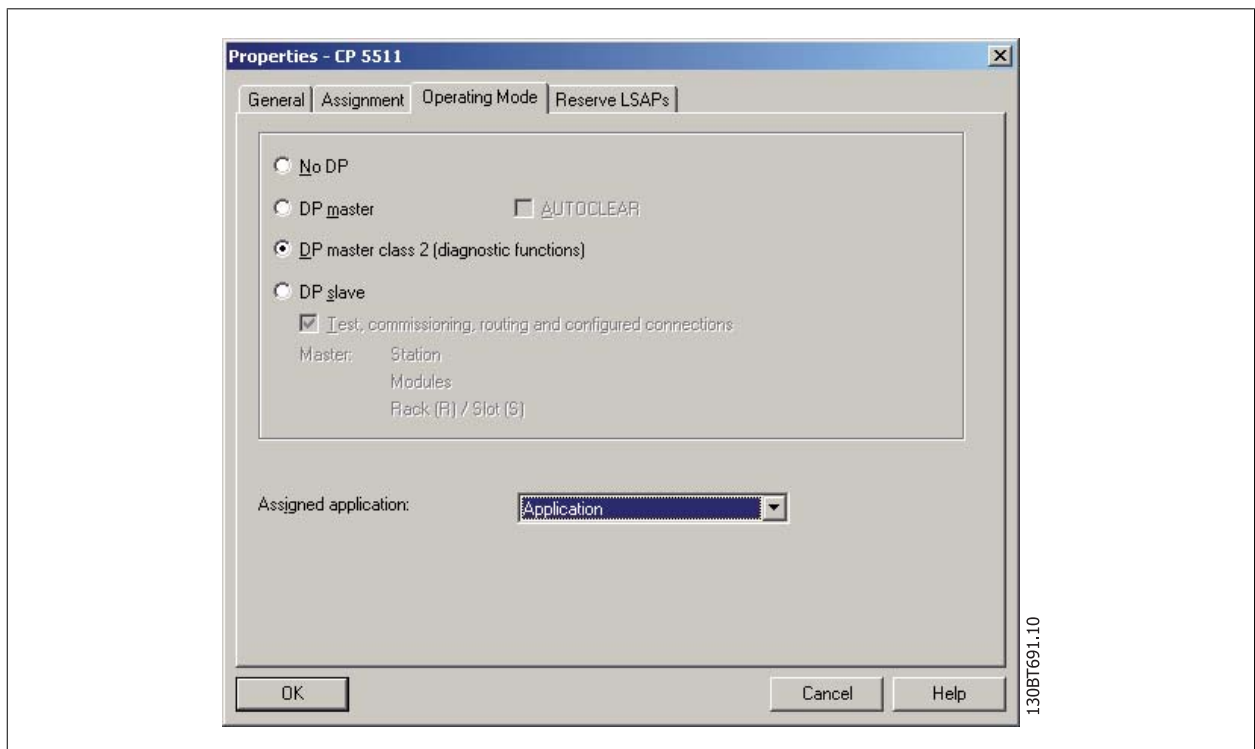 Properties - CP 5511
General Assignment Operating Mode Reserve LSAPs
No DP
DP master AUTOCLEAR
DP master class 2 (diagnostic functions)
DP slave
Test, commissioning, routing and configured connections
Master: Station
Modules
Rack (R) / Slot (S)
Assigned application: Application
OK Cancel Help
130BT691.10